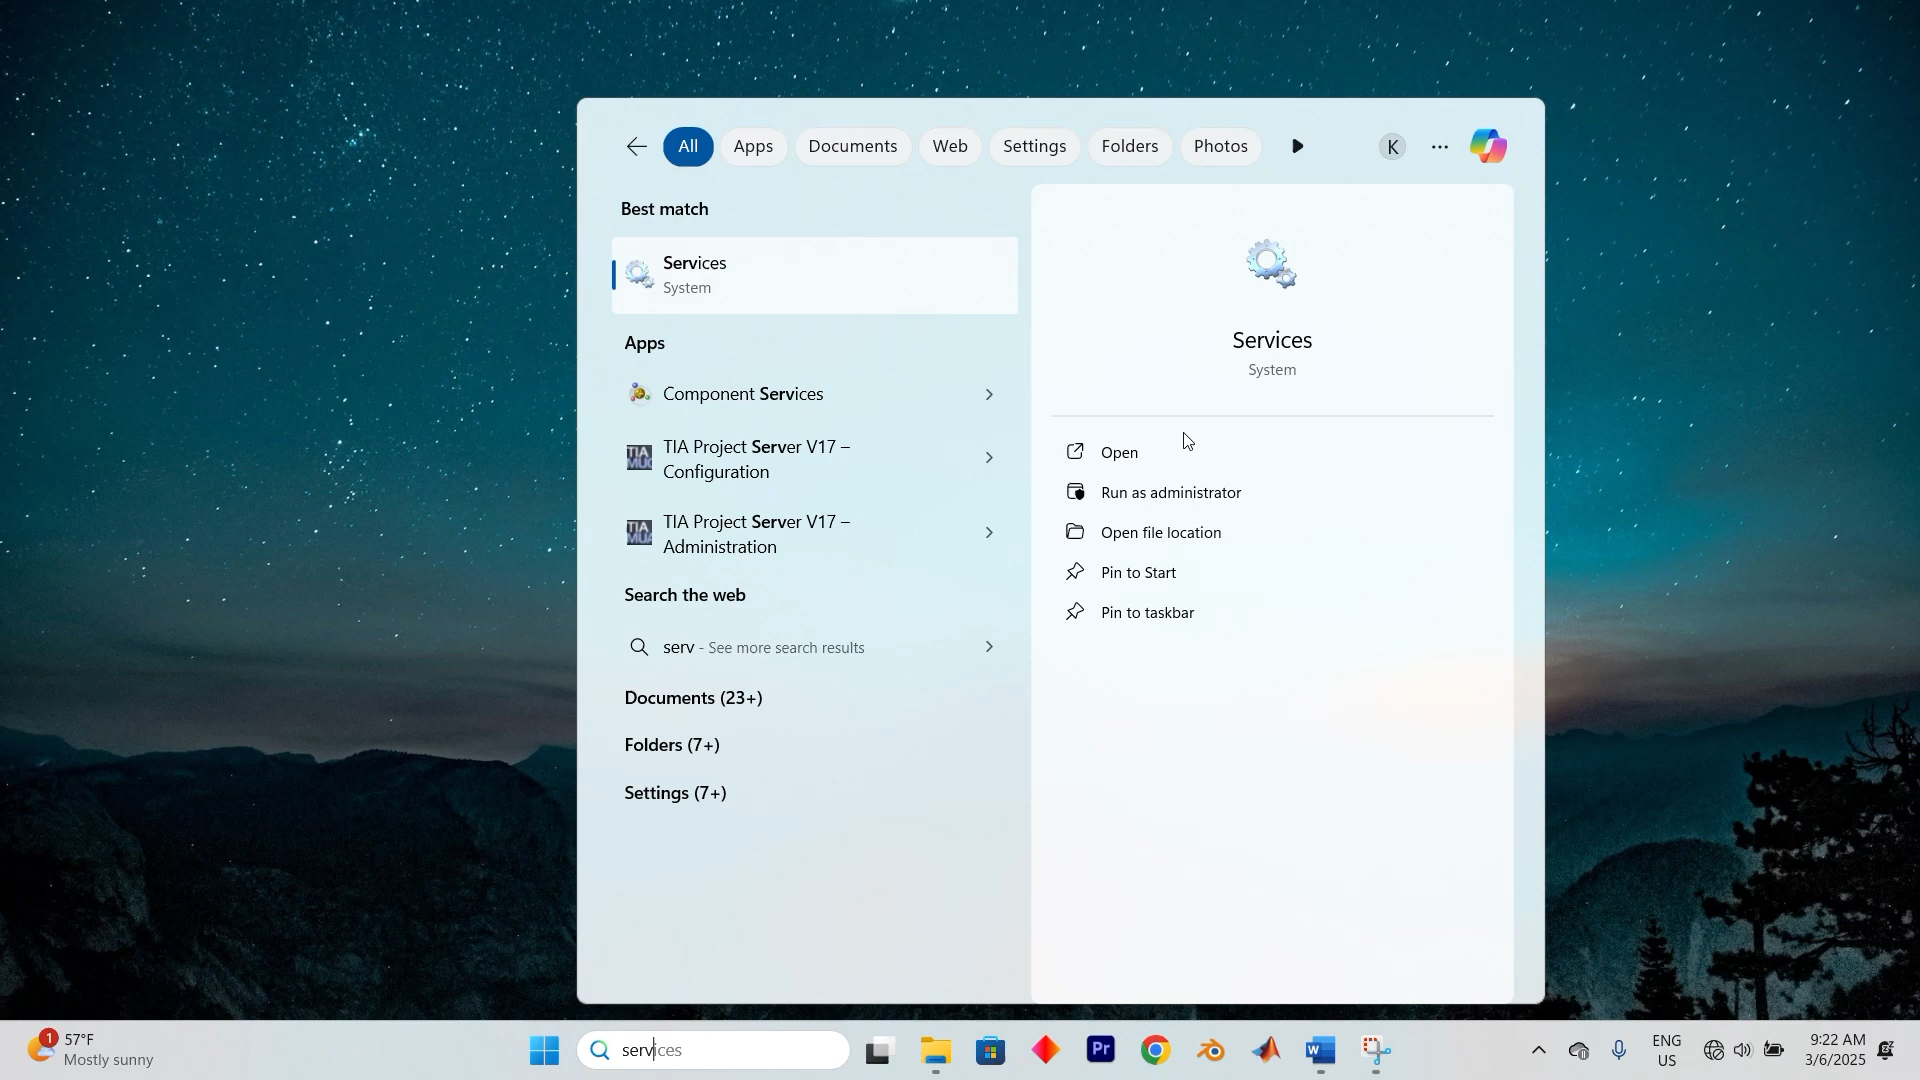 All
Apps
Documents
Web
Settings
Folders
Photos
K
Best match
Services
System
Apps
Component Services
TIA Project Server V17 –
Configuration
TIA Project Server V17 –
Administration
Search the web
serv - See more search results
Documents (23+)
Folders (7+)
Settings (7+)
Services
System
Open
Run as administrator
Open file location
Pin to Start
Pin to taskbar
1
57°F
Mostly sunny
services
Pr
W
ENG
US
9:22 AM
3/6/2025